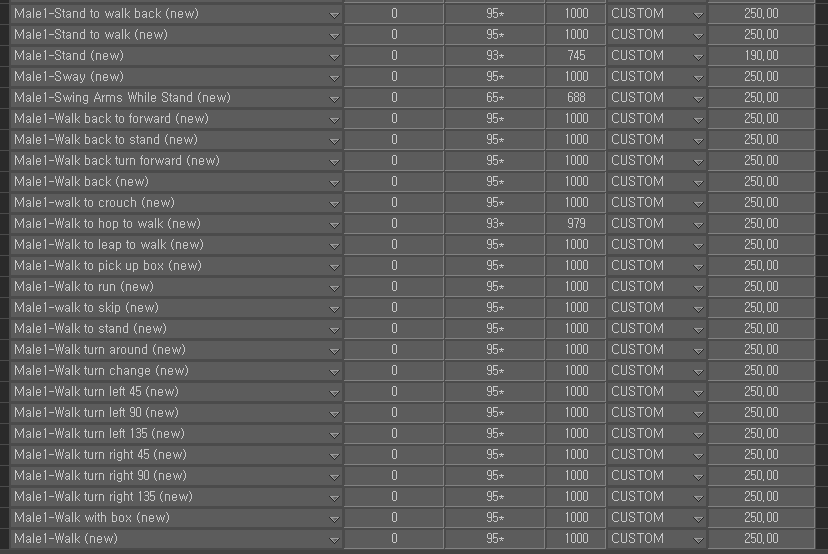 Male1-Stand to walk back (new) 0 95* 1000 CUSTOM 250,00
Male1-Stand to walk (new) 0 95* 1000 CUSTOM 250,00
Male1-Stand (new) 0 93* 745 CUSTOM 190,00
Male1-Sway (new) 0 95* 1000 CUSTOM 250,00
Male1-Swing Arms While Stand (new) 0 65* 688 CUSTOM 250,00
Male1-Walk back to forward (new) 0 95* 1000 CUSTOM 250,00
Male1-Walk back to stand (new) 0 95* 1000 CUSTOM 250,00
Male1-Walk back turn forward (new) 0 95* 1000 CUSTOM 250,00
Male1-Walk back (new) 0 95* 1000 CUSTOM 250,00
Male1-walk to crouch (new) 0 95* 1000 CUSTOM 250,00
Male1-Walk to hop to walk (new) 0 93* 979 CUSTOM 250,00
Male1-Walk to leap to walk (new) 0 95* 1000 CUSTOM 250,00
Male1-Walk to pick up box (new) 0 95* 1000 CUSTOM 250,00
Male1-Walk to run (new) 0 95* 1000 CUSTOM 250,00
Male1-walk to skip (new) 0 95* 1000 CUSTOM 250,00
Male1-Walk to stand (new) 0 95* 1000 CUSTOM 250,00
Male1-Walk turn around (new) 0 95* 1000 CUSTOM 250,00
Male1-Walk turn change (new) 0 95* 1000 CUSTOM 250,00
Male1-Walk turn left 45 (new) 0 95* 1000 CUSTOM 250,00
Male1-Walk turn left 90 (new) 0 95* 1000 CUSTOM 250,00
Male1-Walk turn left 135 (new) 0 95* 1000 CUSTOM 250,00
Male1-Walk turn right 45 (new) 0 95* 1000 CUSTOM 250,00
Male1-Walk turn right 90 (new) 0 95* 1000 CUSTOM 250,00
Male1-Walk turn right 135 (new) 0 95* 1000 CUSTOM 250,00
Male1-Walk with box (new) 0 95* 1000 CUSTOM 250,00
Male1-Walk (new) 0 95* 1000 CUSTOM 250,00